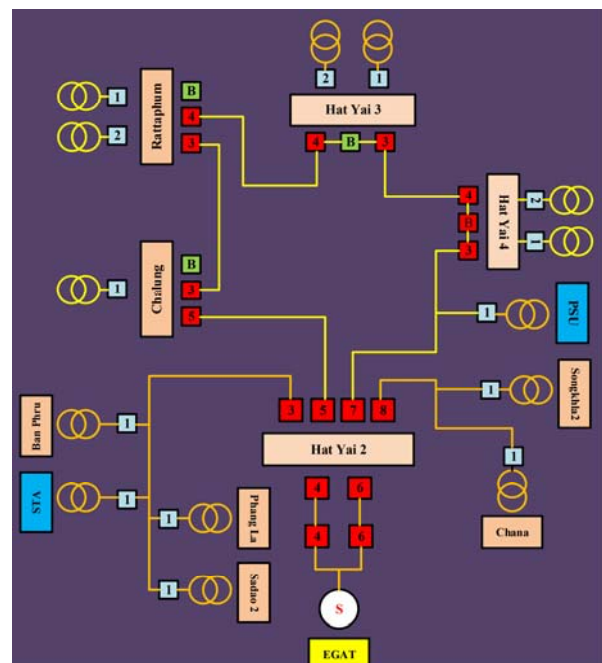 2
1
Hat Yai 3
4
B
3
1
2
Rattaphum
B
4
3
4
B
3
Hat Yai 4
2
1
1
Chalung
B
3
5
1
PSU
1
Songkhla2
1
Chana
3
5
7
8
Hat Yai 2
4
6
4
6
S
EGAT
Ban Phru
1
STA
1
1
Phang La
1
Sadao 2